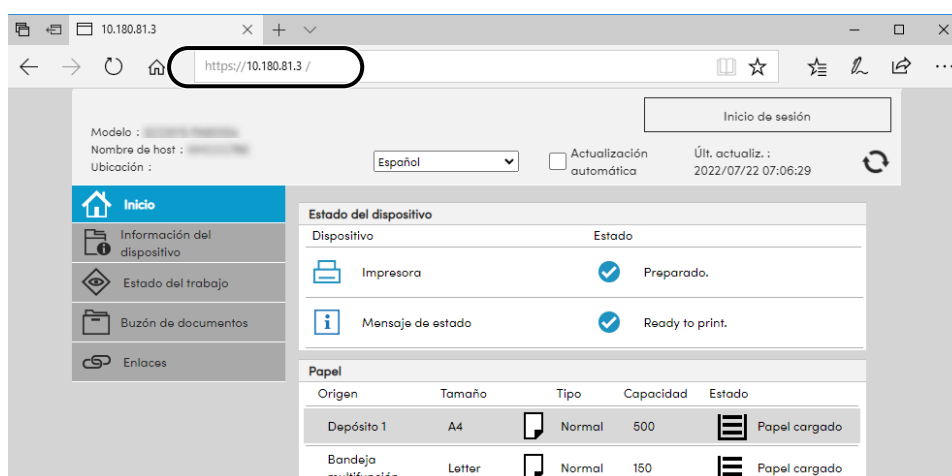 10.180.81.3
https://10.180.81.3 /
Inicio de sesión
Modelo :
Nombre de host :
Ubicación :
Español
Actualización
automática
Últ. actualiz. :
2022/07/22 07:06:29
Inicio
Información del
dispositivo
Estado del trabajo
Buzón de documentos
Enlaces
Estado del dispositivo
Dispositivo Estado
Impresora Preparado.
Mensaje de estado Ready to print.
Papel
Origen Tamaño Tipo Capacidad Estado
Depósito 1 A4 Normal 500 Papel cargado
Bandeja
multifunción Letter Normal 150 Papel cargado